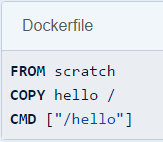 Dockerfile
FROM scratch
COPY hello /
CMD ["/hello"]